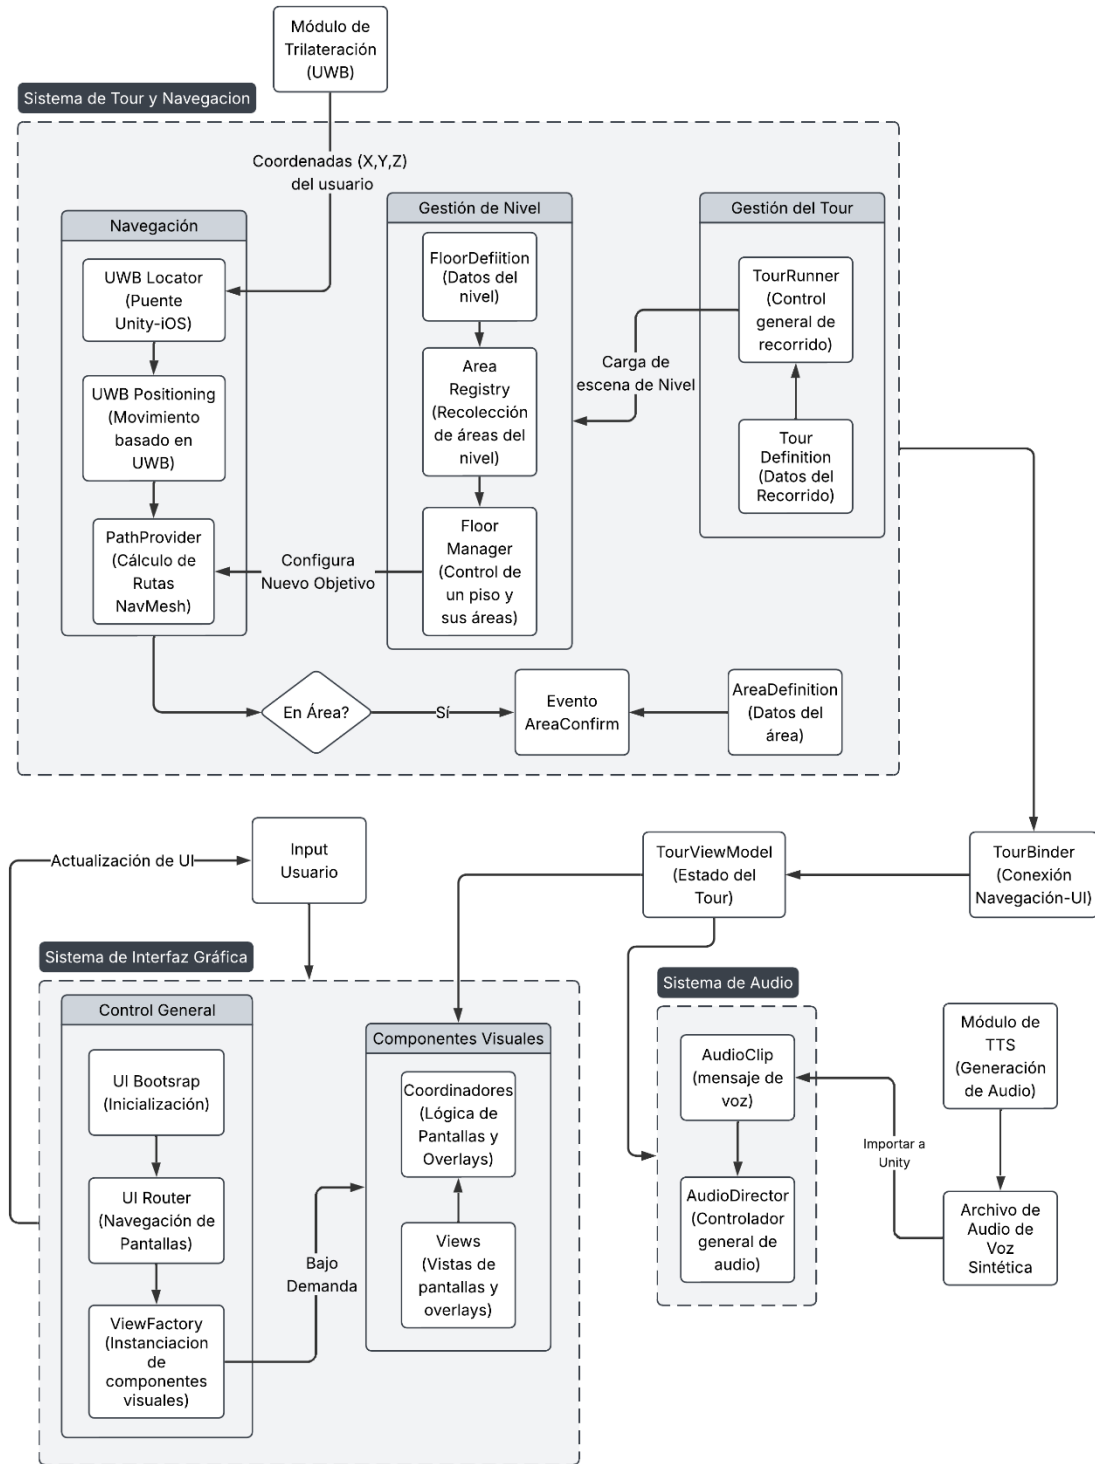 Módulo de
Trilateración
(UWB)
Sistema de Tour y Navegacion
Coordenadas (X,Y,Z)
del usuario
Navegación
UWB Locator
(Puente
Unity-iOS)
UWB Positioning
(Movimiento
basado en
UWB)
PathProvider
(Cálculo de
Rutas
NavMesh)
Gestión de Nivel
FloorDefiition
(Datos del
nivel)
Area
Registry
(Recolección
de áreas del
nivel)
Floor
Manager
(Control de
un piso y
sus áreas)
Configura
Nuevo Objetivo
Gestión del Tour
TourRunner
(Control
general de
recorrido)
Tour
Definition
(Datos del
Recorrido)
Carga de
escena de Nivel
En Área?
Sí
Evento
AreaConfirm
AreaDefinition
(Datos del
área)
Actualización de UI
Input
Usuario
TourViewModel
(Estado del
Tour)
TourBinder
(Conexión
Navegación-UI)
Sistema de Interfaz Gráfica
Control General
UI Bootsrap
(Inicialización)
UI Router
(Navegación de
Pantallas)
ViewFactory
(Instanciacion
de
componentes
visuales)
Bajo
Demanda
Componentes Visuales
Coordinadores
(Lógica de
Pantallas y
Overlays)
Views
(Vistas de
pantallas y
overlays)
Sistema de Audio
AudioClip
(mensaje de
voz)
AudioDirector
(Controlador
general de
audio)
Importar a
Unity
Módulo de
TTS
(Generación
de Audio)
Archivo de
Audio de
Voz
Sintética